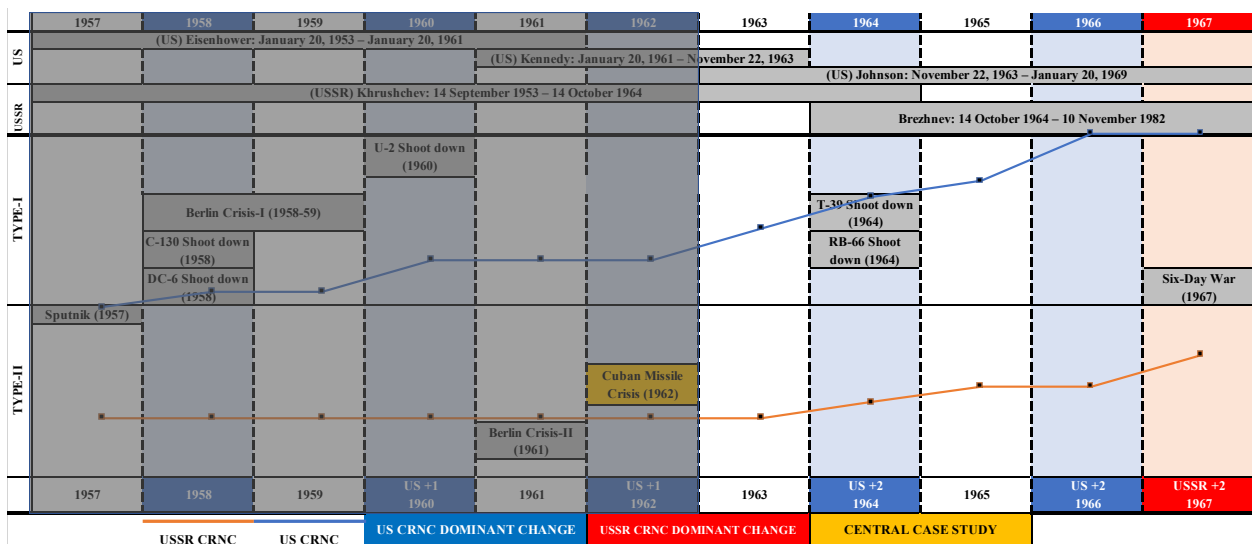 1957 1958 1959 1960 1961 1962 1963 1964 1965 1966 1967
US
(US) Eisenhower: January 20, 1953 – January 20, 1961
(US) Kennedy: January 20, 1961 – November 22, 1963
(US) Johnson: November 22, 1963 – January 20, 1969
USSR
(USSR) Khrushchev: 14 September 1953 – 14 October 1964
Brezhnev: 14 October 1964 – 10 November 1982
TYPE-I
U-2 Shoot down
(1960)
Berlin Crisis-I (1958-59)
C-130 Shoot down
(1958)
DC-6 Shoot down
(1958)
T-39 Shoot down
(1964)
RB-66 Shoot
down (1964)
Six-Day War
(1967)
TYPE-II
Sputnik (1957)
Cuban Missile
Crisis (1962)
Berlin Crisis-II
(1961)
1957
1958
1959
US +1
1960
1961
US +1
1962
1963
US +2
1964
1965
US +2
1966
USSR +2
1967
USSR CRNC
US CRNC
US CRNC DOMINANT CHANGE
USSR CRNC DOMINANT CHANGE
CENTRAL CASE STUDY